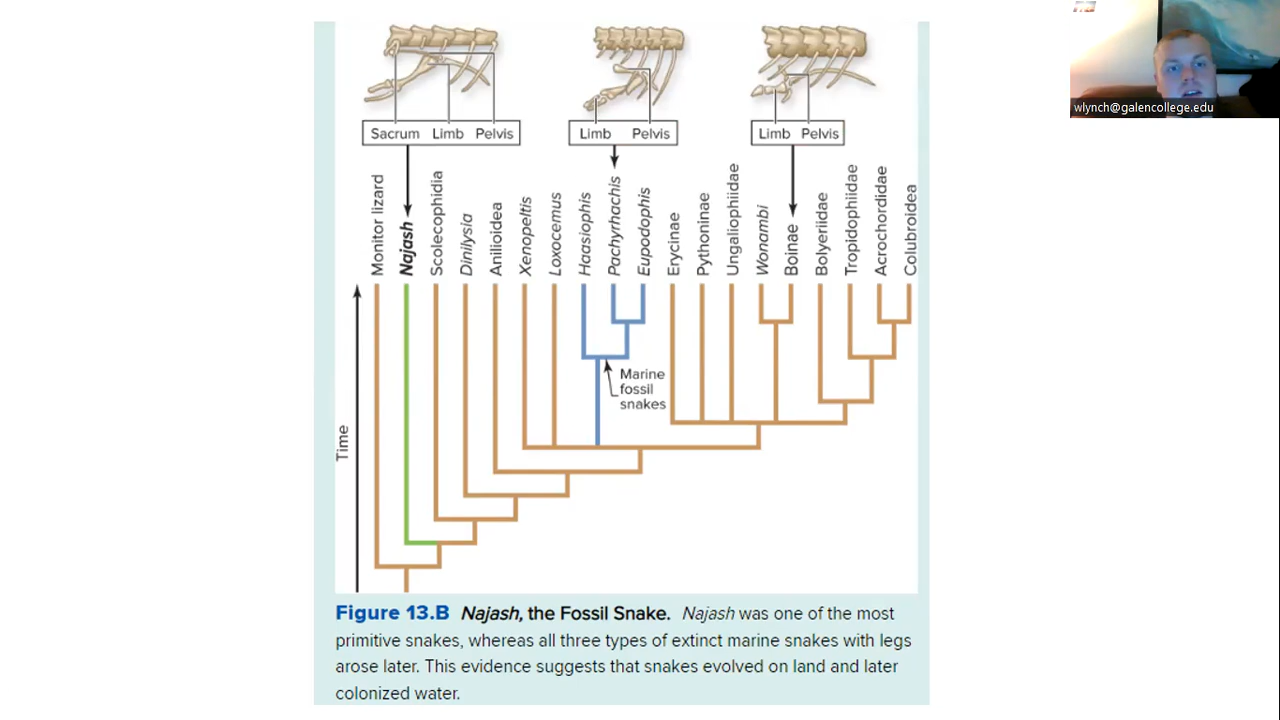 wlynch@galencollege.edu
Sacrum Limb Pelvis
Limb Pelvis
Limb Pelvis
Monitor lizard
Najash
Scolecophidia
Dinilysia
Anilioidea
Xenopeltis
Loxocemus
Haasiophis
Pachyrhachis
Eupodophis
Erycinae
Pythoninae
Ungaliophiidae
Wonambi
Boinae
Bolyeriidae
Tropidophiidae
Acrochordidae
Colubroidea
Marine
fossil
snakes
Time
Figure 13.B Najash, the Fossil Snake. Najash was one of the most
primitive snakes, whereas all three types of extinct marine snakes with legs
arose later. This evidence suggests that snakes evolved on land and later
colonized water.